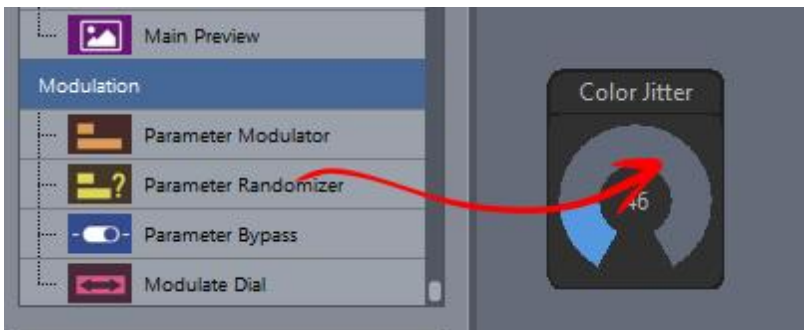 Main Preview
Modulation
Parameter Modulator
Parameter Randomizer
Parameter Bypass
Modulate Dial
Color Jitter
46